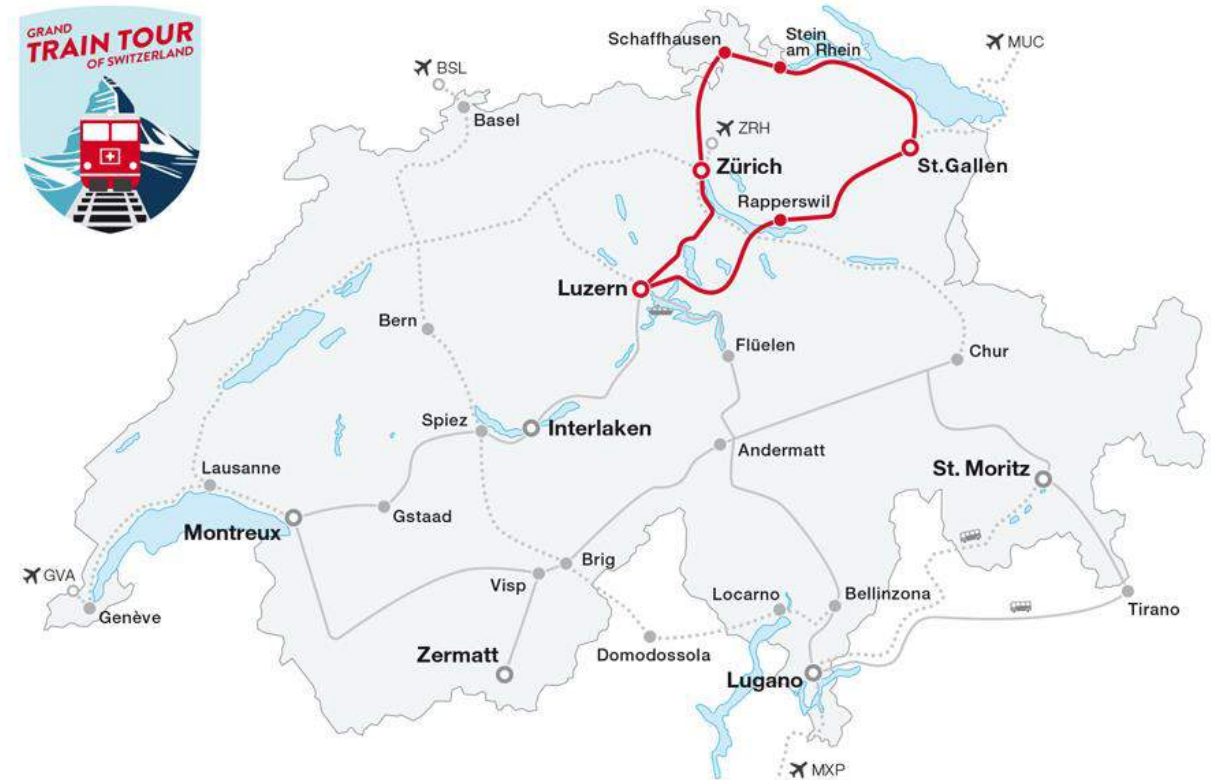 GRAND
TRAIN TOUR
OF SWITZERLAND
Schaffhausen
Stein
am Rhein
MUC
BSL
Basel
ZRH
Zürich
St.Gallen
Rapperswil
Luzern
Bern
Flüelen
Chur
Spiez
Interlaken
Andermatt
Lausanne
St. Moritz
Gstaad
Montreux
GVA
Brig
Visp
Genève
Locarno
Bellinzona
Tirano
Zermatt
Domodossola
Lugano
MXP